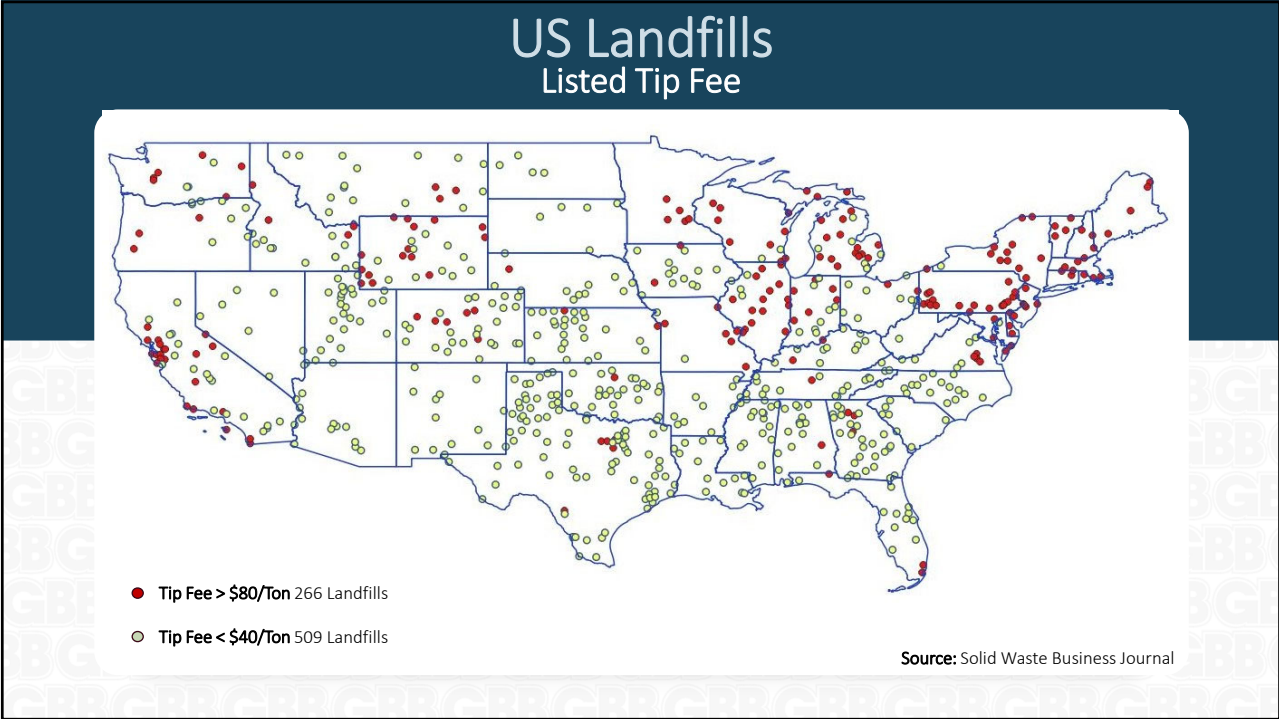 US Landfills
Listed Tip Fee
Tip Fee > $80/Ton 266 Landfills
Tip Fee < $40/Ton 509 Landfills
Source: Solid Waste Business Journal